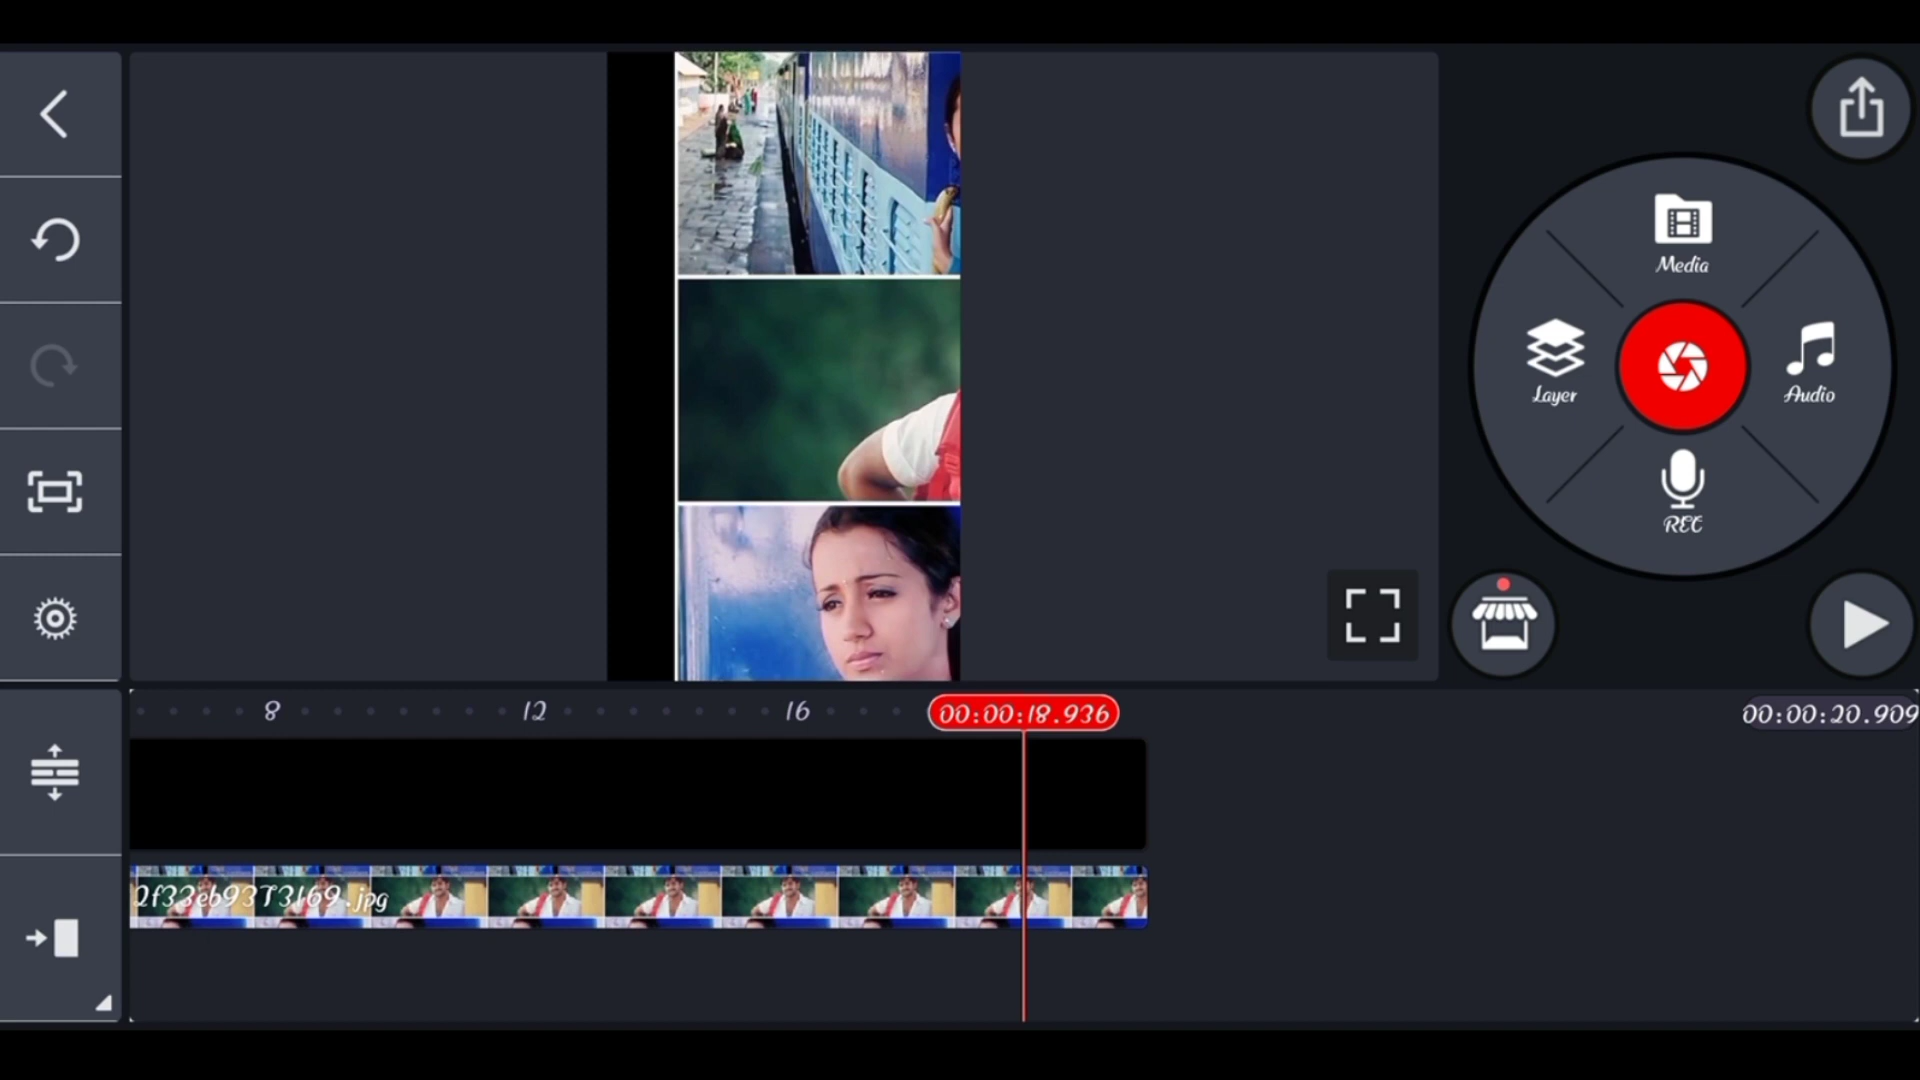 Media
Layer
Audio
REC
8
12
16
00:00:18.936
00:00:20.909
2f33eb93T3169.jpg